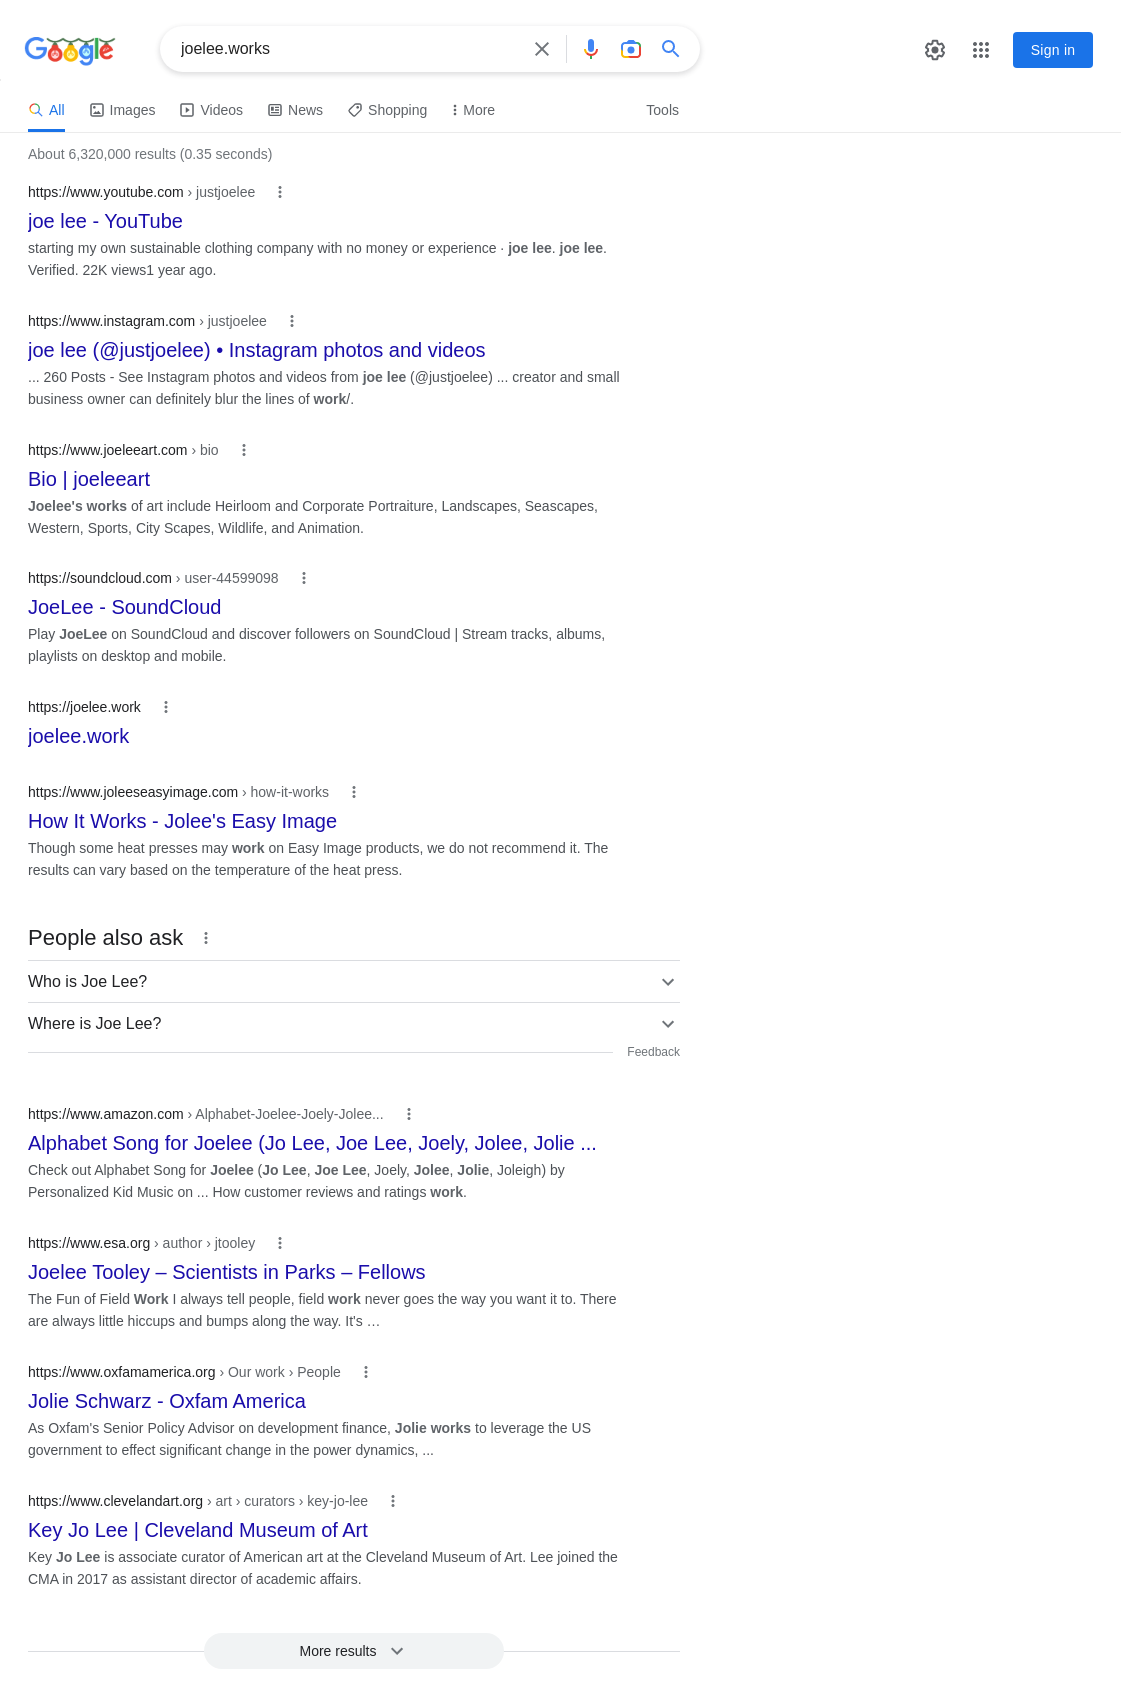 Google
joelee.works
Sign in
All Images Videos News Shopping More Tools
About 6,320,000 results (0.35 seconds)
https://www.youtube.com › justjoelee
joe lee - YouTube
starting my own sustainable clothing company with no money or experience · joe lee. joe lee.
Verified. 22K views1 year ago.
https://www.instagram.com › justjoelee
joe lee (@justjoelee) • Instagram photos and videos
... 260 Posts - See Instagram photos and videos from joe lee (@justjoelee) ... creator and small
business owner can definitely blur the lines of work/.
https://www.joeleeart.com › bio
Bio | joeleeart
Joelee's works of art include Heirloom and Corporate Portraiture, Landscapes, Seascapes,
Western, Sports, City Scapes, Wildlife, and Animation.
https://soundcloud.com › user-44599098
JoeLee - SoundCloud
Play JoeLee on SoundCloud and discover followers on SoundCloud | Stream tracks, albums,
playlists on desktop and mobile.
https://joelee.work
joelee.work
https://www.joleeseasyimage.com › how-it-works
How It Works - Jolee's Easy Image
Though some heat presses may work on Easy Image products, we do not recommend it. The
results can vary based on the temperature of the heat press.
People also ask
Who is Joe Lee?
Where is Joe Lee?
Feedback
https://www.amazon.com › Alphabet-Joelee-Joely-Jolee...
Alphabet Song for Joelee (Jo Lee, Joe Lee, Joely, Jolee, Jolie ...
Check out Alphabet Song for Joelee (Jo Lee, Joe Lee, Joely, Jolee, Jolie, Joleigh) by
Personalized Kid Music on ... How customer reviews and ratings work.
https://www.esa.org › author › jtooley
Joelee Tooley – Scientists in Parks – Fellows
The Fun of Field Work I always tell people, field work never goes the way you want it to. There
are always little hiccups and bumps along the way. It's …
https://www.oxfamamerica.org › Our work › People
Jolie Schwarz - Oxfam America
As Oxfam's Senior Policy Advisor on development finance, Jolie works to leverage the US
government to effect significant change in the power dynamics, ...
https://www.clevelandart.org › art › curators › key-jo-lee
Key Jo Lee | Cleveland Museum of Art
Key Jo Lee is associate curator of American art at the Cleveland Museum of Art. Lee joined the
CMA in 2017 as assistant director of academic affairs.
More results